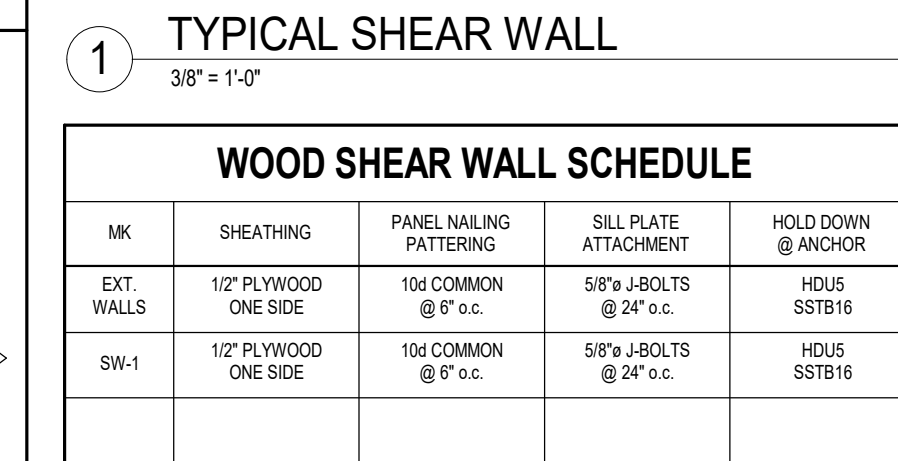 1
TYPICAL SHEAR WALL
3/8" = 1'-0"
WOOD SHEAR WALL SCHEDULE
MK
SHEATHING
PANEL NAILING
PATTERING
SILL PLATE
ATTACHMENT
HOLD DOWN
@ ANCHOR
EXT.
WALLS
1/2" PLYWOOD
ONE SIDE
10d COMMON
@ 6" o.c.
5/8"ø J-BOLTS
@ 24" o.c.
HDU5
SSTB16
SW-1
1/2" PLYWOOD
ONE SIDE
10d COMMON
@ 6" o.c.
5/8"ø J-BOLTS
@ 24" o.c.
HDU5
SSTB16